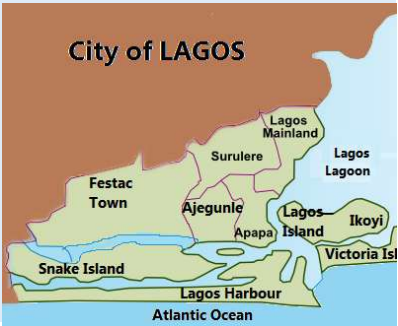 City of LAGOS
Lagos
Mainland
Surulere
Lagos
Lagoon
Festac
Town
Ajegunle
Lagos
Island
Ikoyi
Apapa
Victoria Isl
Snake Island
Lagos Harbour
Atlantic Ocean